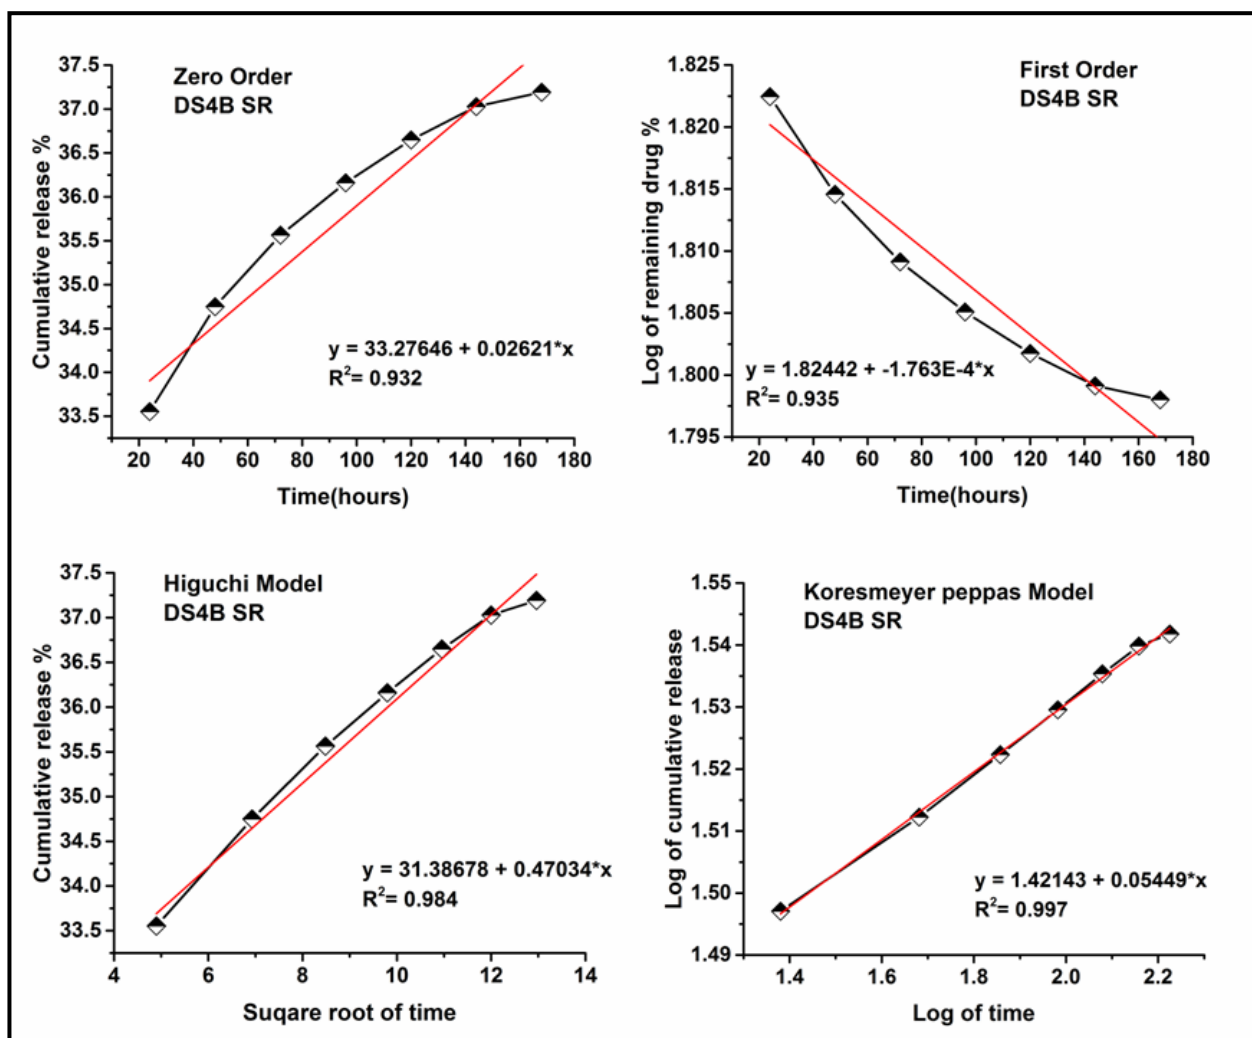 Zero Order
DS4B SR
37.5
37.0
36.5
36.0
35.5
35.0
34.5
34.0
33.5
Cumulative release %
y = 33.27646 + 0.02621*x
R2= 0.932
20 40 60 80 100 120 140 160 180
Time(hours)
First Order
DS4B SR
1.825
1.820
1.815
1.810
1.805
1.800
1.795
Log of remaining drug %
y = 1.82442 + -1.763E-4*x
R2= 0.935
20 40 60 80 100 120 140 160 180
Time(hours)
Higuchi Model
DS4B SR
37.5
37.0
36.5
36.0
35.5
35.0
34.5
34.0
33.5
Cumulative release %
y = 31.38678 + 0.47034*x
R2= 0.984
4 6 8 10 12 14
Suqare root of time
Koresmeyer peppas Model
DS4B SR
1.55
1.54
1.53
1.52
1.51
1.50
1.49
Log of cumulative release
y = 1.42143 + 0.05449*x
R2= 0.997
1.4 1.6 1.8 2.0 2.2
Log of time